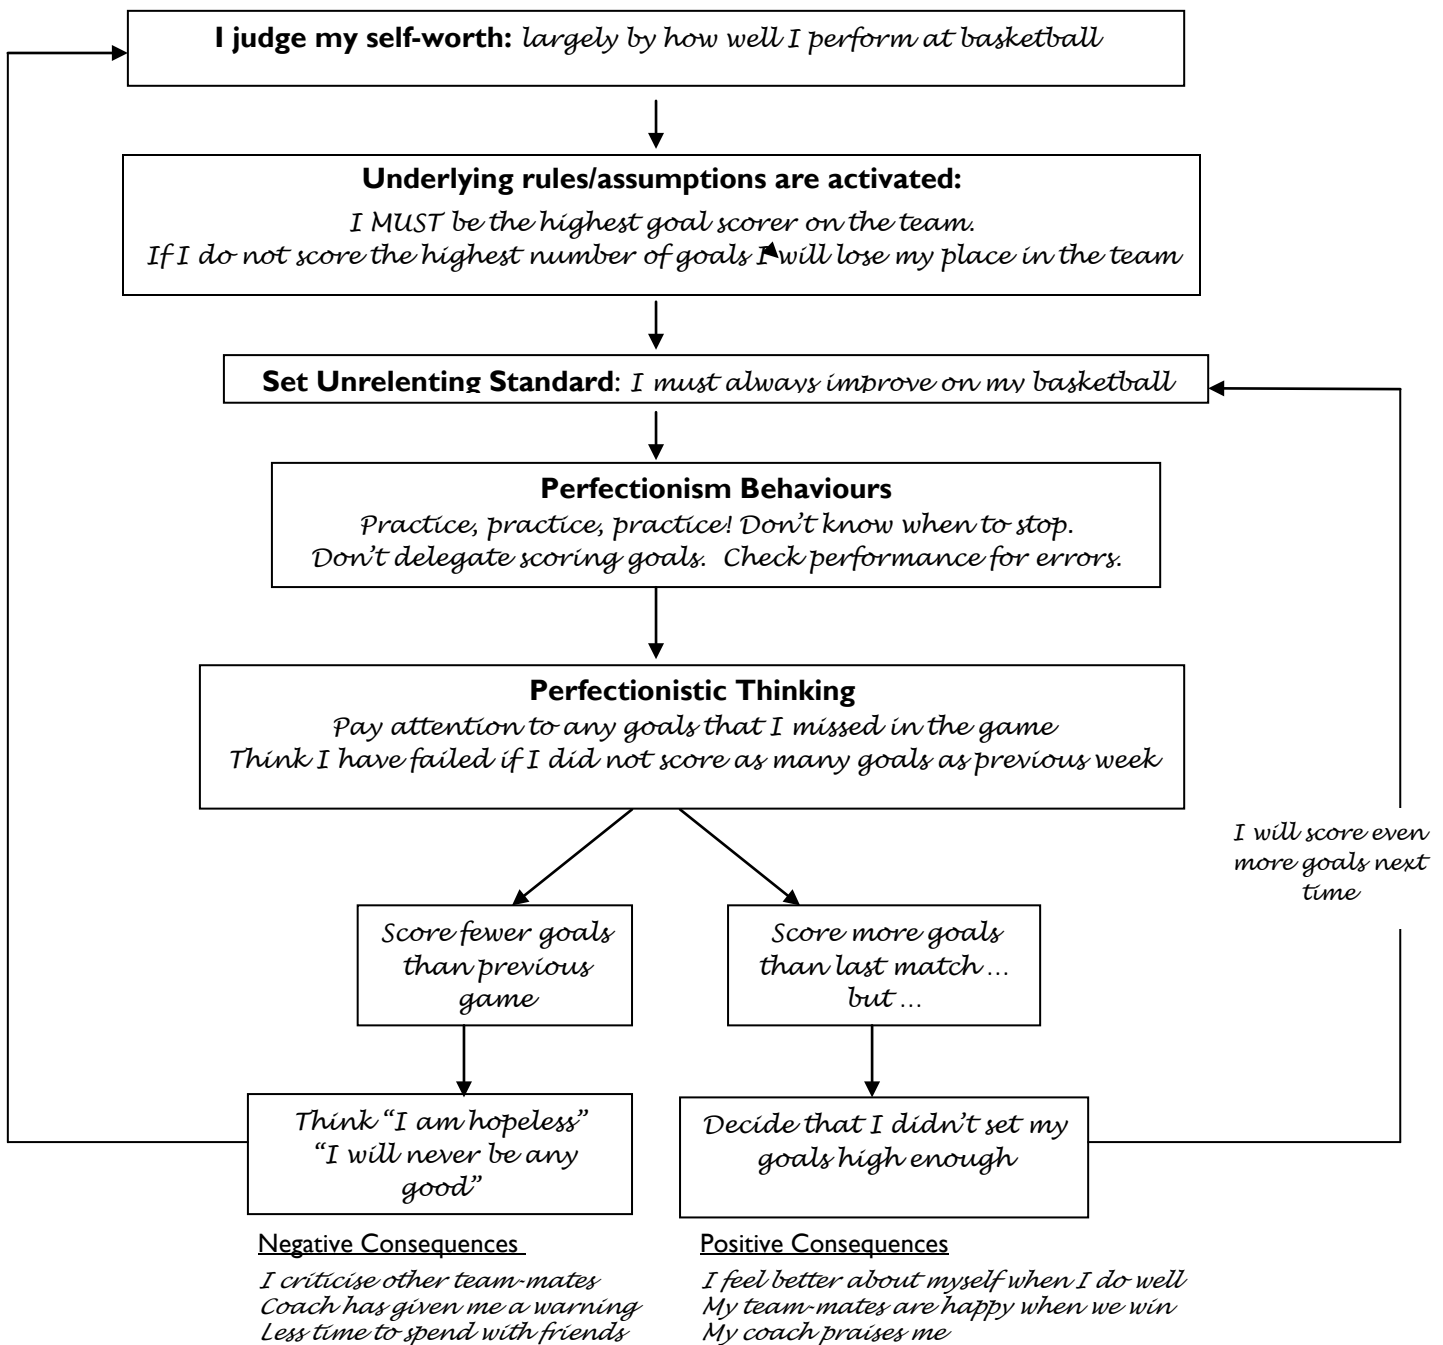 I judge my self-worth: largely by how well I perform at basketball
Underlying rules/assumptions are activated:
I MUST be the highest goal scorer on the team.
If I do not score the highest number of goals I will lose my place in the team
Set Unrelenting Standard: I must always improve on my basketball
Perfectionism Behaviours
Practice, practice, practice! Don't know when to stop.
Don't delegate scoring goals. Check performance for errors.
Perfectionistic Thinking
Pay attention to any goals that I missed in the game
Think I have failed if I did not score as many goals as previous week
I will score even
more goals next
time
Score fewer goals
than previous
game
Score more goals
than last match …
but …
Think “I am hopeless”
“I will never be any
good”
Decide that I didn't set my
goals high enough
Negative Consequences
I criticise other team-mates
Coach has given me a warning
Less time to spend with friends
Positive Consequences
I feel better about myself when I do well
My team-mates are happy when we win
My coach praises me